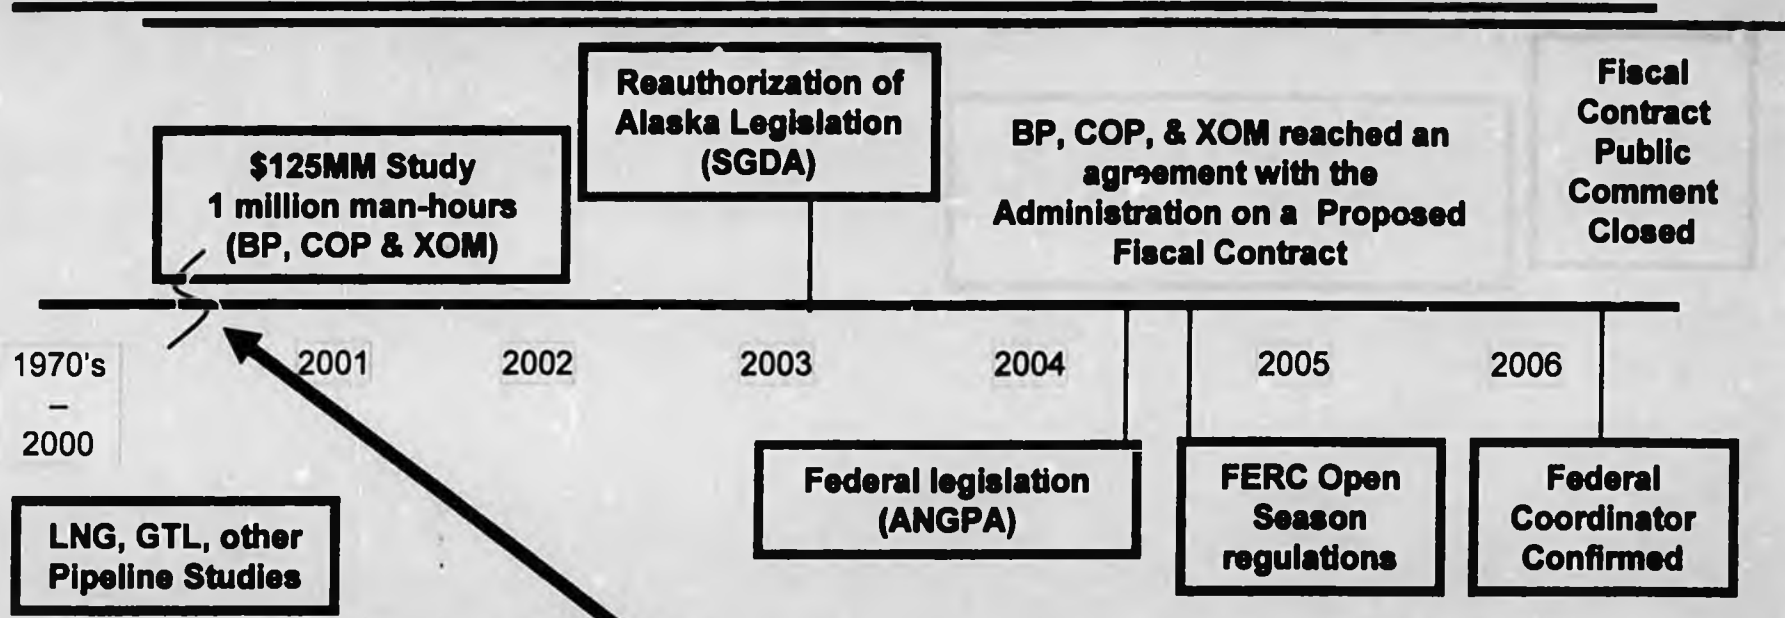 Reauthorization of
Alaska Legislation
(SGDA)
$125MM Study
1 million man-hours
(BP, COP & XOM)
BP, COP, & XOM reached an
agreement with the
Administration on a Proposed
Fiscal Contract
Fiscal
Contract
Public
Comment
Closed
1970's
–
2000
2001
2002
2003
2004
2005
2006
LNG, GTL, other
Pipeline Studies
Federal legislation
(ANGPA)
FERC Open
Season
regulations
Federal
Coordinator
Confirmed